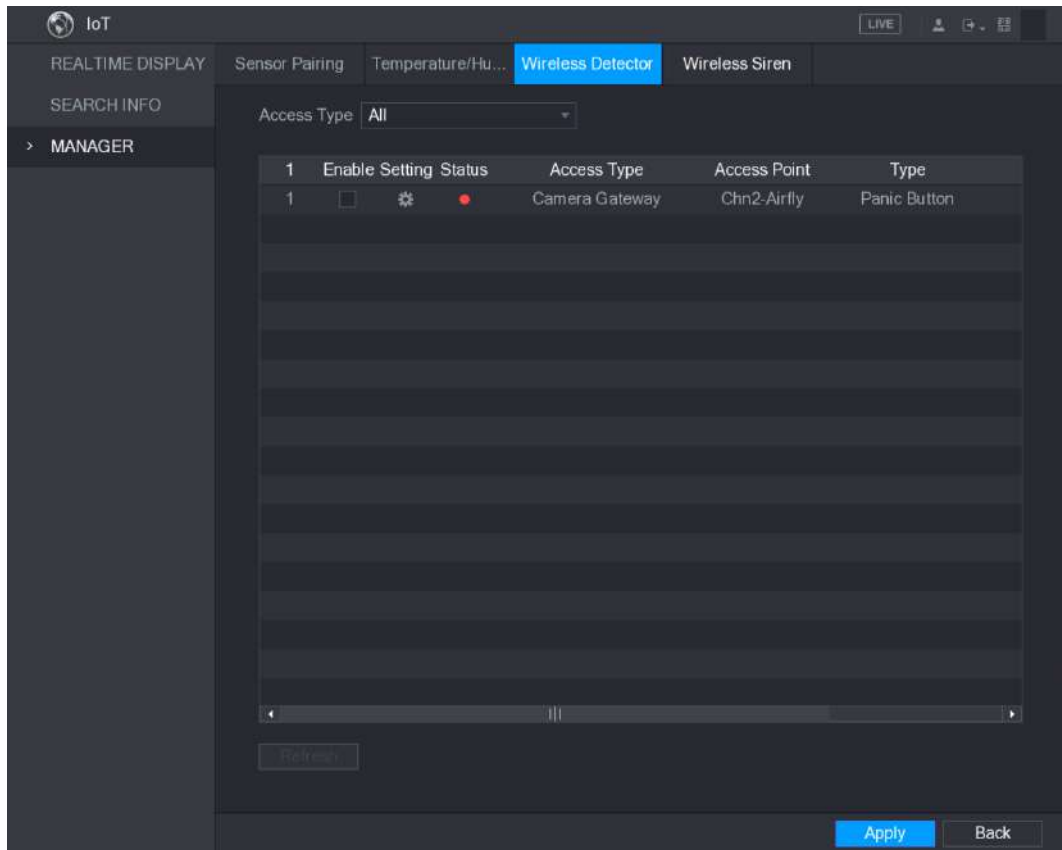 IoT
LIVE
REALTIME DISPLAY
SEARCH INFO
MANAGER
Sensor Pairing Temperature/Hu... Wireless Detector Wireless Siren
Access Type All
1 Enable Setting Status Access Type Access Point Type
1 Camera Gateway Chn2-Airfly Panic Button
Refresh
Apply Back